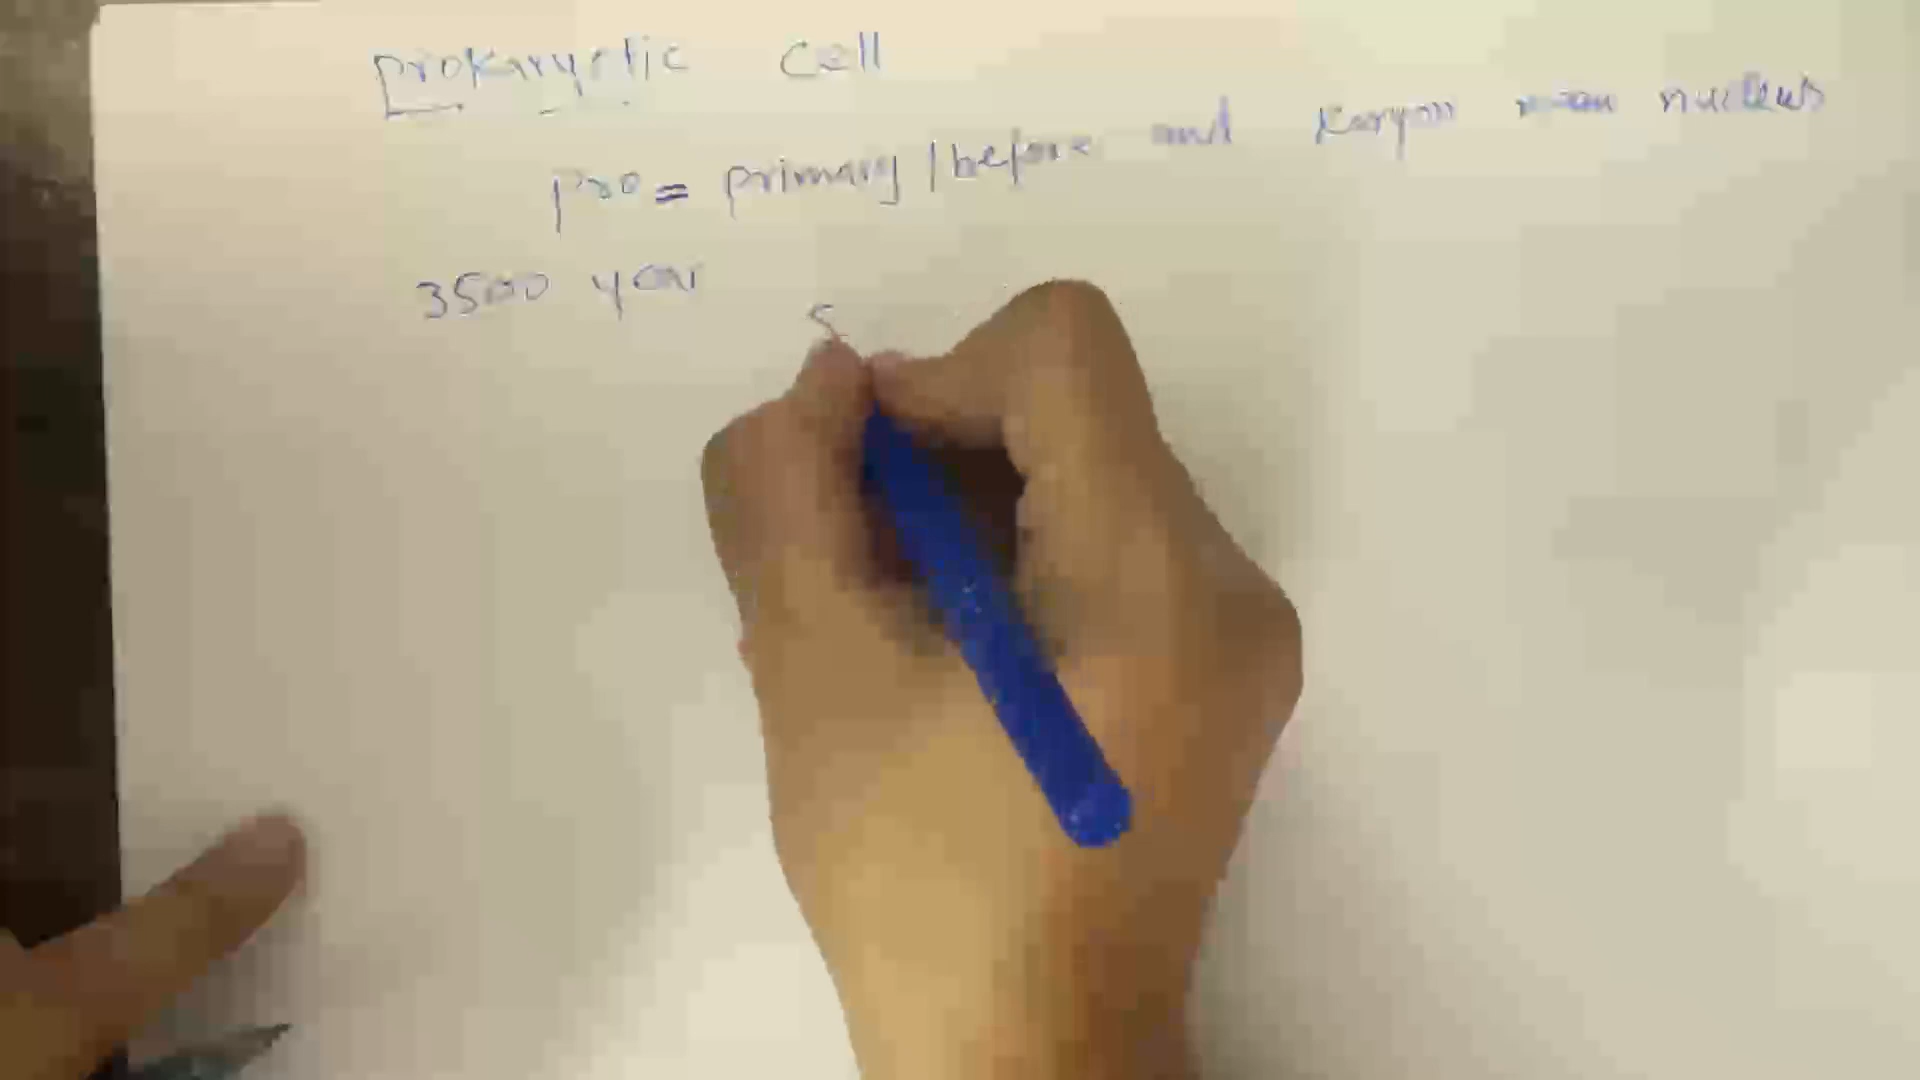 prokaryotic cell
pro = primary / before and karyon mean nucleus
3500 year
S